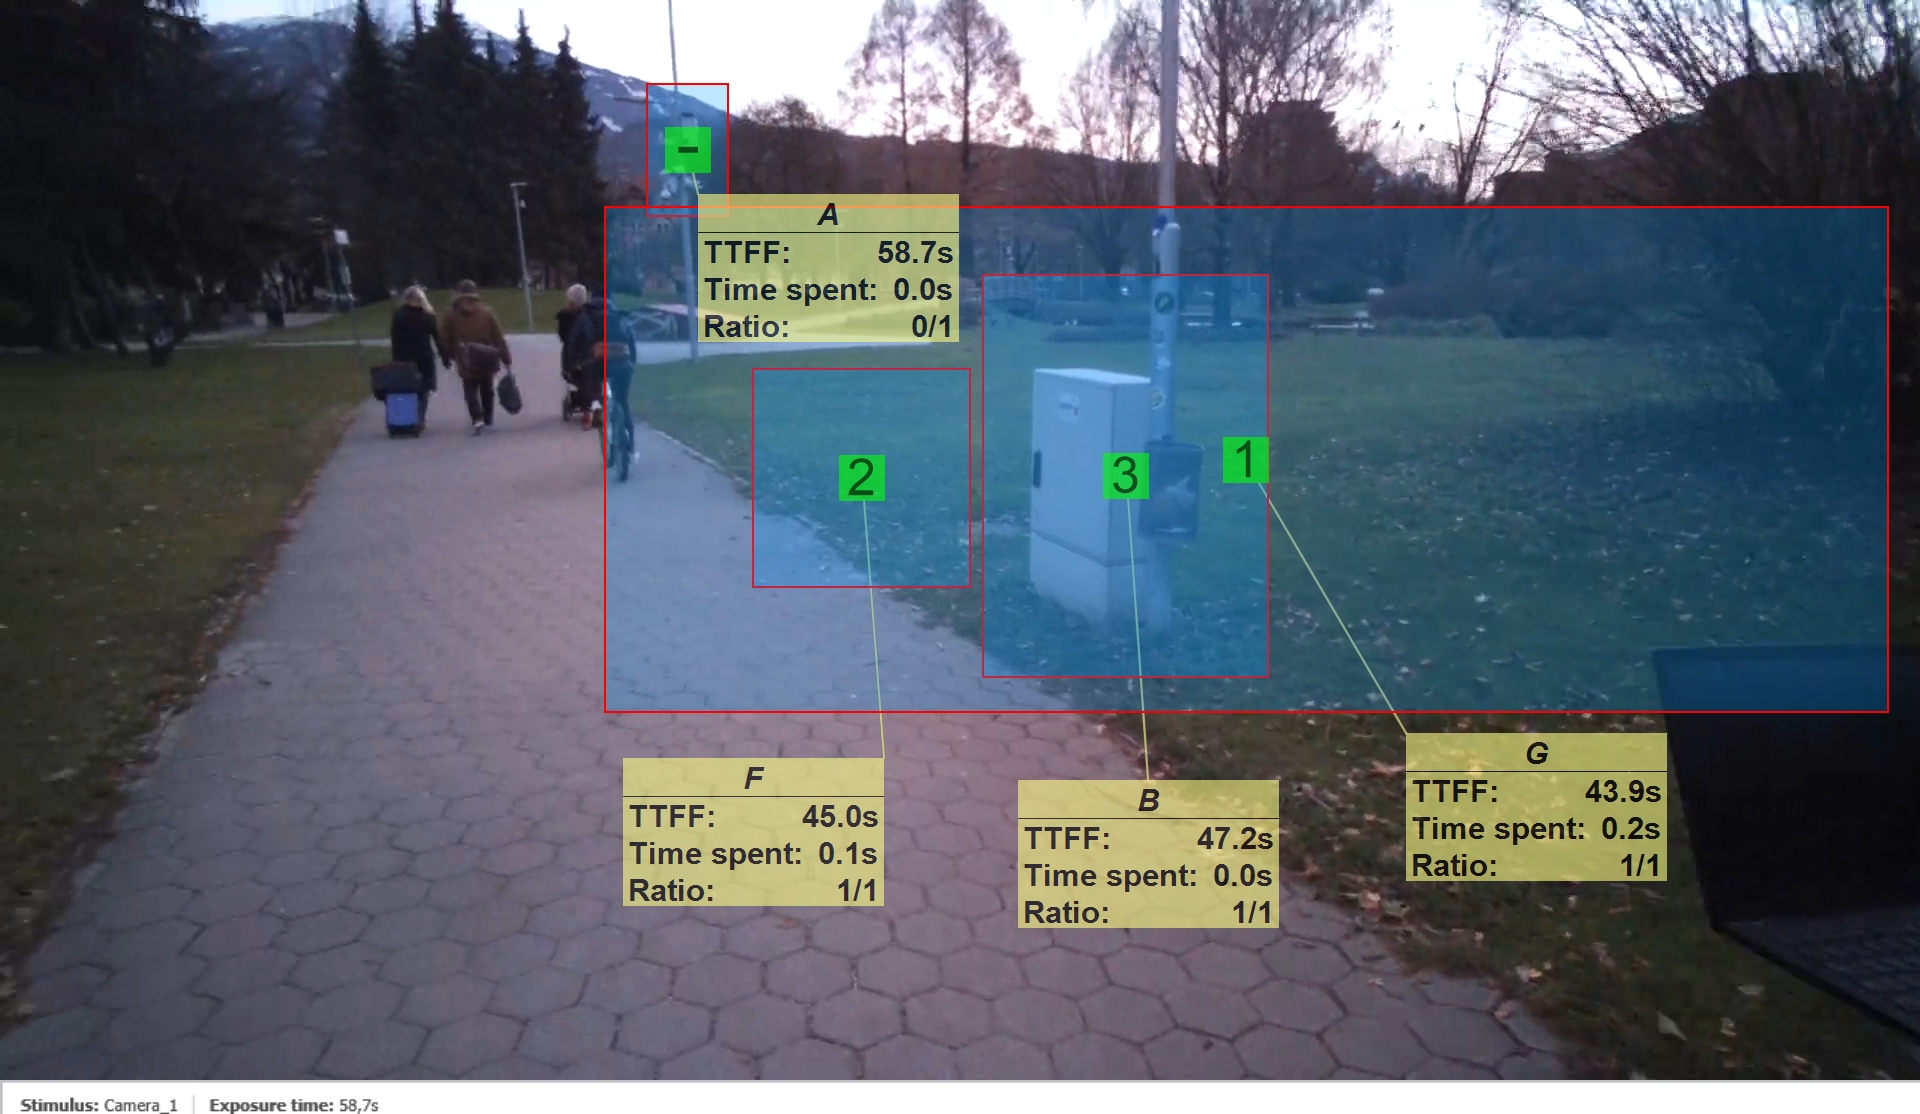 -
A
TTFF: 58.7s
Time spent: 0.0s
Ratio: 0/1
2
3
1
F
TTFF: 45.0s
Time spent: 0.1s
Ratio: 1/1
B
TTFF: 47.2s
Time spent: 0.0s
Ratio: 1/1
G
TTFF: 43.9s
Time spent: 0.2s
Ratio: 1/1
Stimulus: Camera_1 | Exposure time: 58,7s